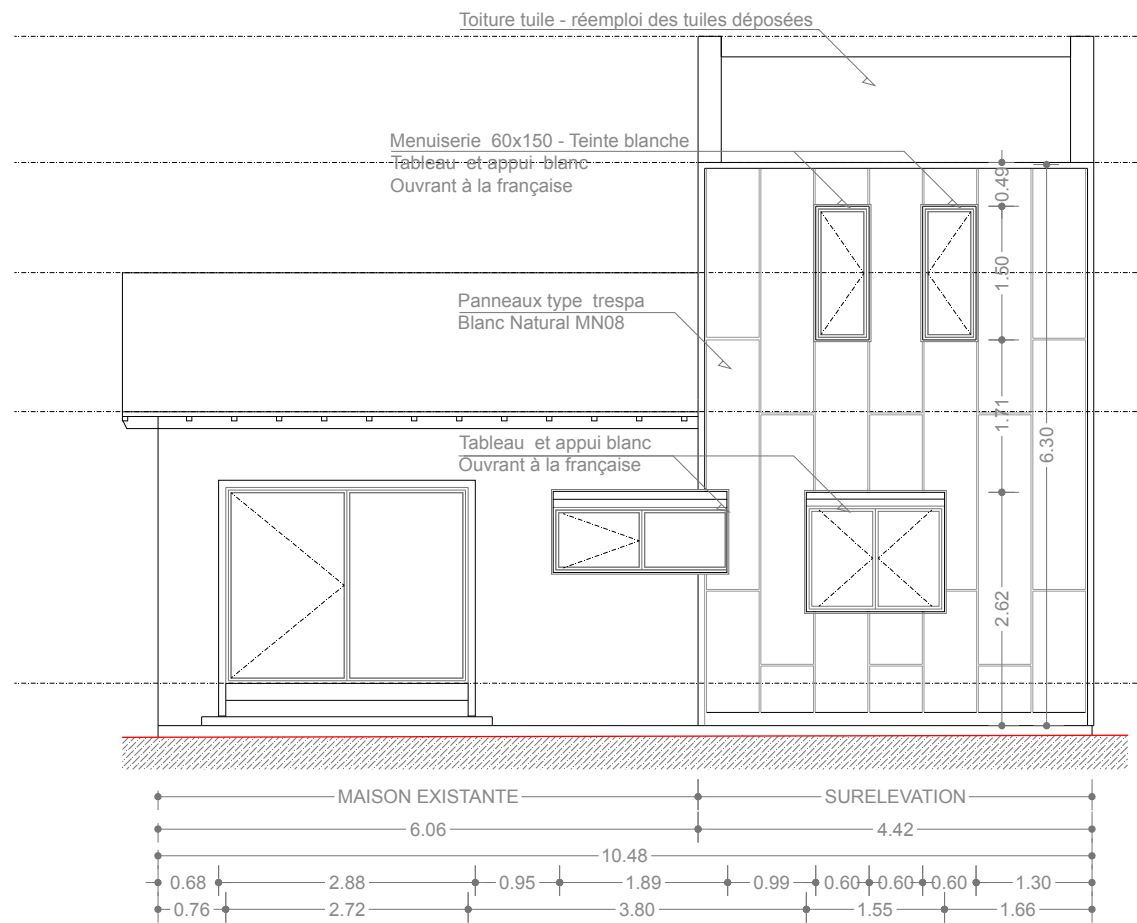 Toiture tuile - réemploi des tuiles déposées
Menuiserie 60x150 - Teinte blanche
Tableau et appui blanc
Ouvrant à la française
0.49
1.50
Panneaux type trespa
Blanc Natural MN08
1.71
6.30
Tableau et appui blanc
Ouvrant à la française
2.62
MAISON EXISTANTE SURELEVATION
6.06 4.42
10.48
0.68 2.88 0.95 1.89 0.99 0.60 0.60 0.60 1.30
0.76 2.72 3.80 1.55 1.66